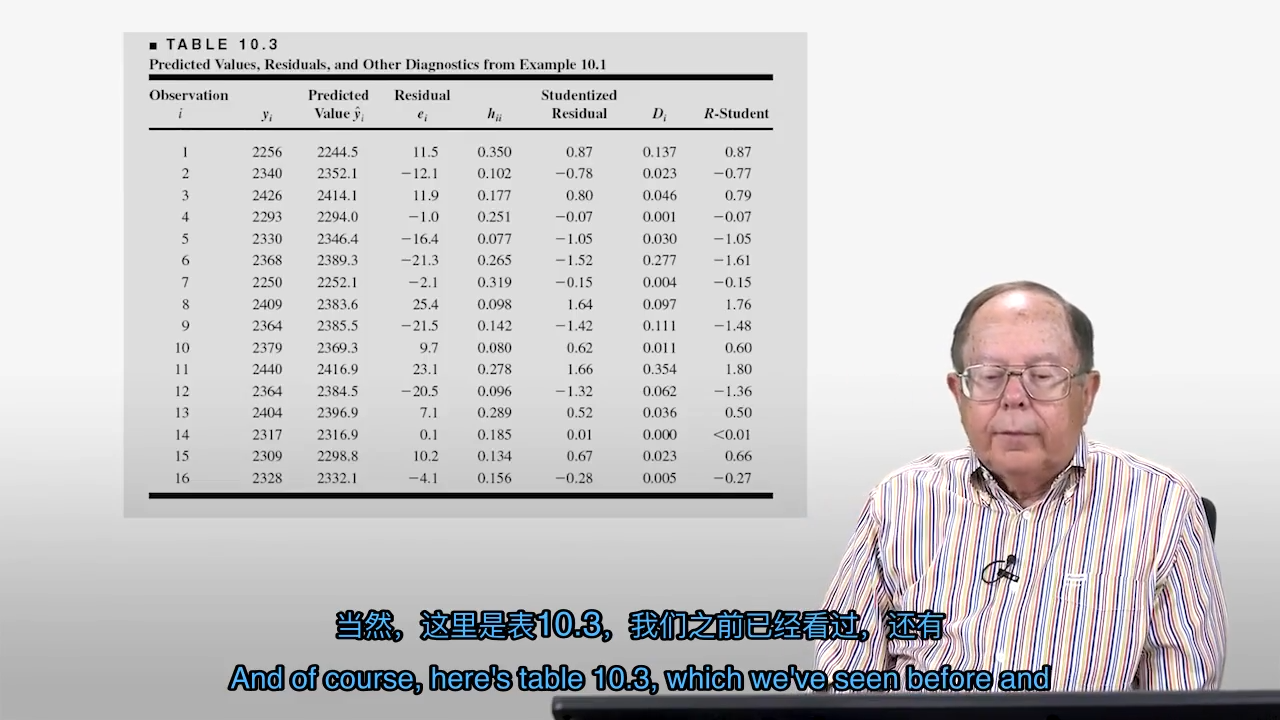 ■ TABLE 10.3
Predicted Values, Residuals, and Other Diagnostics from Example 10.1
Observation i yᵢ Predicted Value ŷᵢ Residual eᵢ hᵢᵢ Studentized Residual Dᵢ R-Student
1 2256 2244.5 11.5 0.350 0.87 0.137 0.87
2 2340 2352.1 −12.1 0.102 −0.78 0.023 −0.77
3 2426 2414.1 11.9 0.177 0.80 0.046 0.79
4 2293 2294.0 −1.0 0.251 −0.07 0.001 −0.07
5 2330 2346.4 −16.4 0.077 −1.05 0.030 −1.05
6 2368 2389.3 −21.3 0.265 −1.52 0.277 −1.61
7 2250 2252.1 −2.1 0.319 −0.15 0.004 −0.15
8 2409 2383.6 25.4 0.098 1.64 0.097 1.76
9 2364 2385.5 −21.5 0.142 −1.42 0.111 −1.48
10 2379 2369.3 9.7 0.080 0.62 0.011 0.60
11 2440 2416.9 23.1 0.278 1.66 0.354 1.80
12 2364 2384.5 −20.5 0.096 −1.32 0.062 −1.36
13 2404 2396.9 7.1 0.289 0.52 0.036 0.50
14 2317 2316.9 0.1 0.185 0.01 0.000 <0.01
15 2309 2298.8 10.2 0.134 0.67 0.023 0.66
16 2328 2332.1 −4.1 0.156 −0.28 0.005 −0.27
当然，这里是表10.3，我们之前已经看过，还有
And of course, here's table 10.3, which we've seen before and